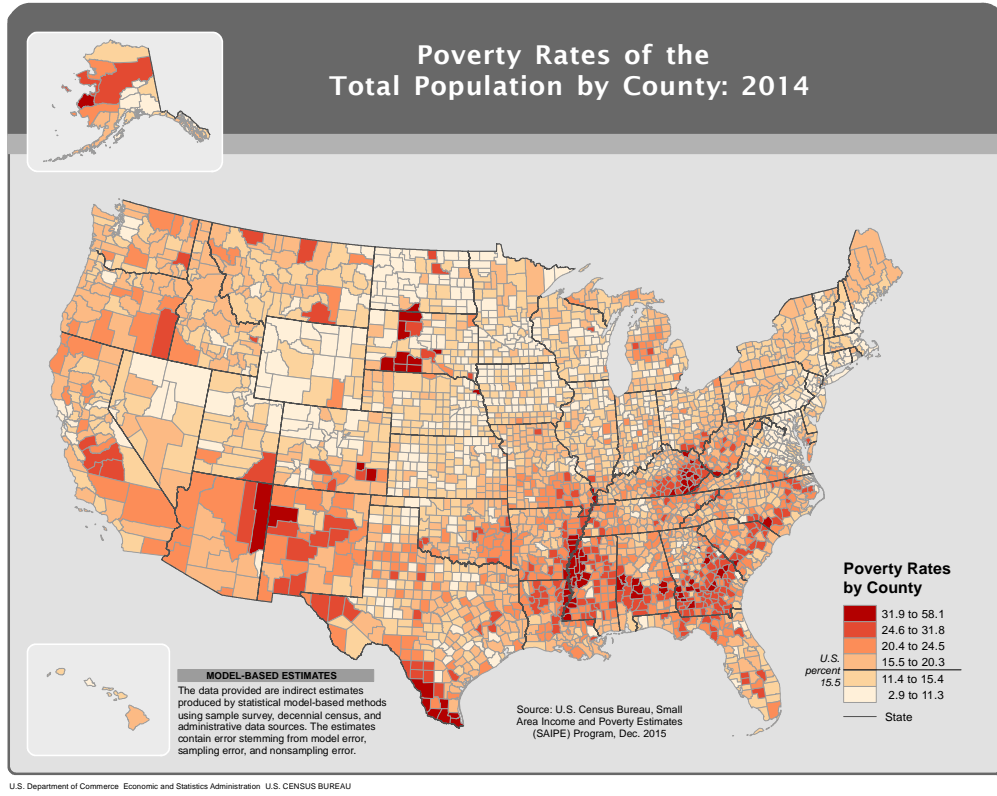 Poverty Rates of the
Total Population by County: 2014
Poverty Rates
by County
31.9 to 58.1
24.6 to 31.8
20.4 to 24.5
15.5 to 20.3
11.4 to 15.4
2.9 to 11.3
State
U.S.
percent
15.5
MODEL-BASED ESTIMATES
The data provided are indirect estimates
produced by statistical model-based methods
using sample survey, decennial census, and
administrative data sources. The estimates
contain error stemming from model error,
sampling error, and nonsampling error.
Source: U.S. Census Bureau, Small
Area Income and Poverty Estimates
(SAIPE) Program, Dec. 2015
U.S. Department of Commerce Economic and Statistics Administration U.S. CENSUS BUREAU